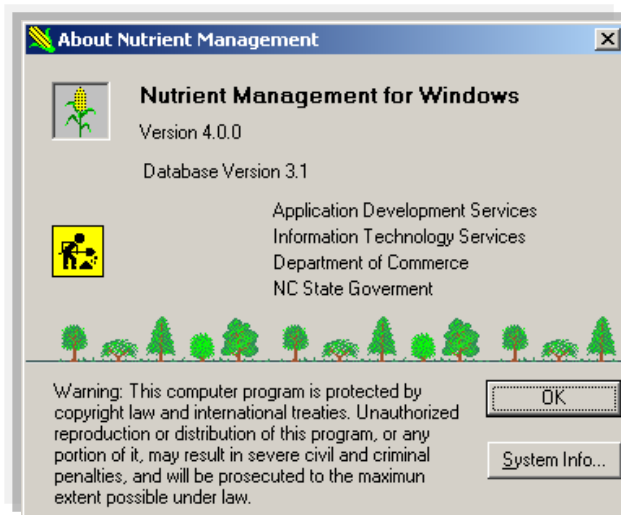 About Nutrient Management
Nutrient Management for Windows
Version 4.0.0
Database Version 3.1
Application Development Services
Information Technology Services
Department of Commerce
NC State Goverment
Warning: This computer program is protected by
copyright law and international treaties. Unauthorized
reproduction or distribution of this program, or any
portion of it, may result in severe civil and criminal
penalties, and will be prosecuted to the maximun
extent possible under law.
OK
System Info...